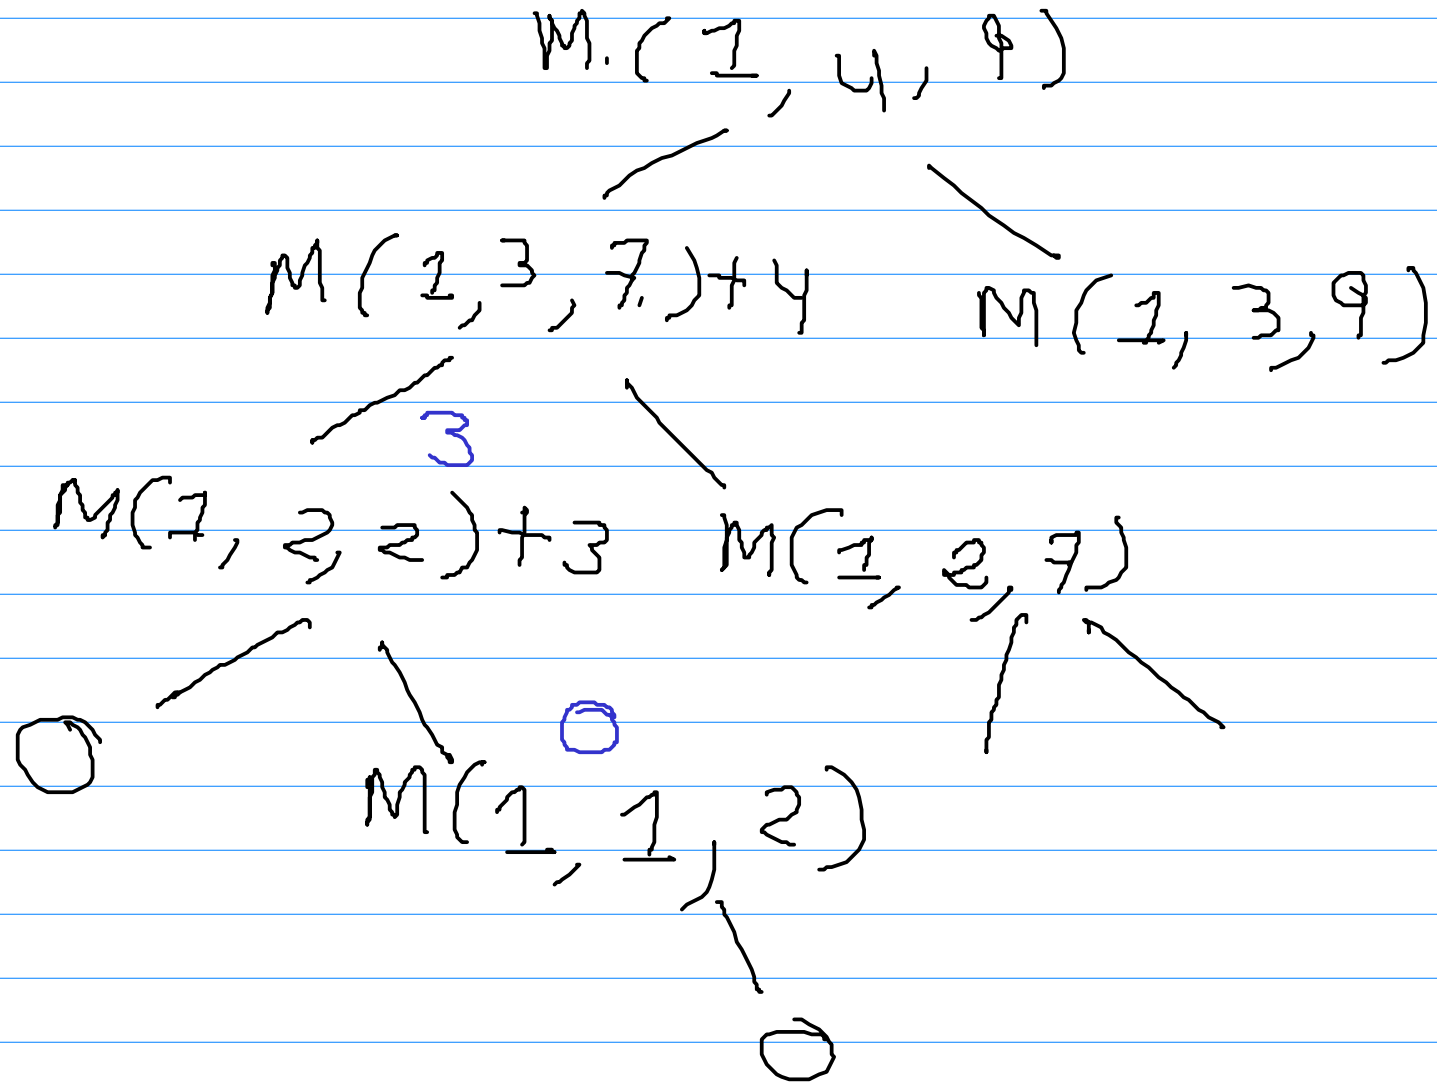 M.(1, 4, 9)
M(1, 3, 7.)+4 M(1, 3, 9)
3
M(1, 2, 2)+3 M(1, 2, 7)
0 0
M(1, 1, 2)
0